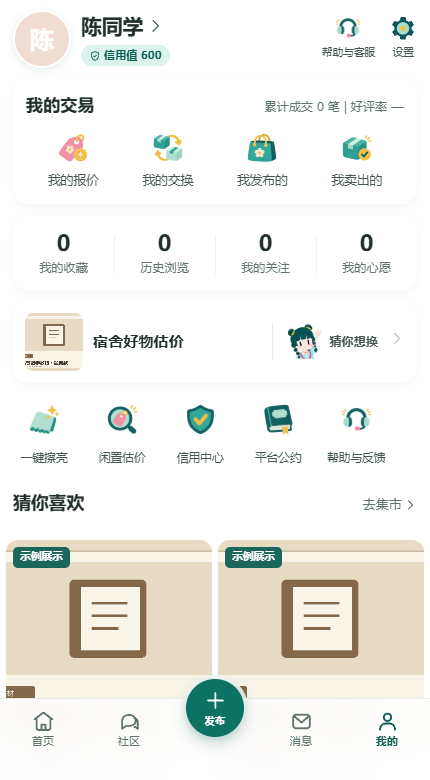 陈
陈同学
信用值 600
帮助与客服
设置
我的交易
累计成交 0 笔 | 好评率 —
我的报价
我的交换
我发布的
我卖出的
0
0
0
0
我的收藏
历史浏览
我的关注
我的心愿
宿舍好物估价
猜你想换
一键擦亮
闲置估价
信用中心
平台公约
帮助与反馈
猜你喜欢
去集市
示例展示
示例展示
发布
首页
社区
消息
我的